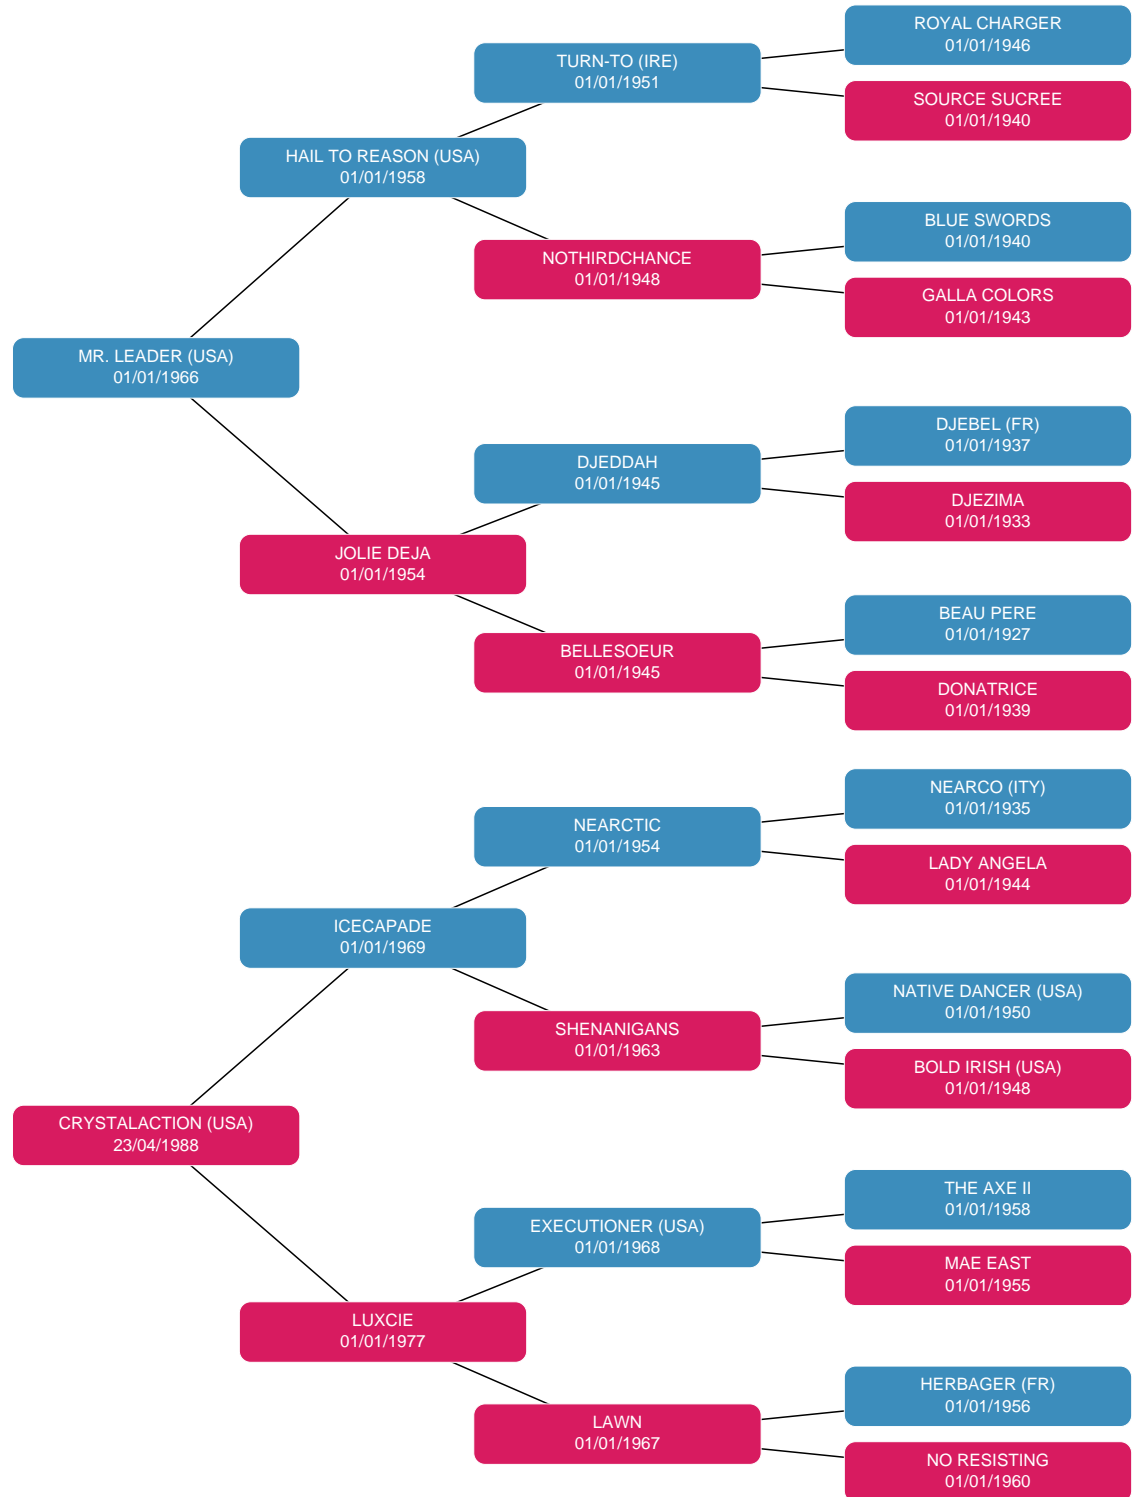 ROYAL CHARGER
01/01/1946
TURN-TO (IRE)
01/01/1951
SOURCE SUCREE
01/01/1940
HAIL TO REASON (USA)
01/01/1958
BLUE SWORDS
01/01/1940
NOTHIRDCHANCE
01/01/1948
GALLA COLORS
01/01/1943
MR. LEADER (USA)
01/01/1966
DJEBEL (FR)
01/01/1937
DJEDDAH
01/01/1945
DJEZIMA
01/01/1933
JOLIE DEJA
01/01/1954
BEAU PERE
01/01/1927
BELLESOEUR
01/01/1945
DONATRICE
01/01/1939
NEARCO (ITY)
01/01/1935
NEARCTIC
01/01/1954
LADY ANGELA
01/01/1944
ICECAPADE
01/01/1969
NATIVE DANCER (USA)
01/01/1950
SHENANIGANS
01/01/1963
BOLD IRISH (USA)
01/01/1948
CRYSTALACTION (USA)
23/04/1988
THE AXE II
01/01/1958
EXECUTIONER (USA)
01/01/1968
MAE EAST
01/01/1955
LUXCIE
01/01/1977
HERBAGER (FR)
01/01/1956
LAWN
01/01/1967
NO RESISTING
01/01/1960